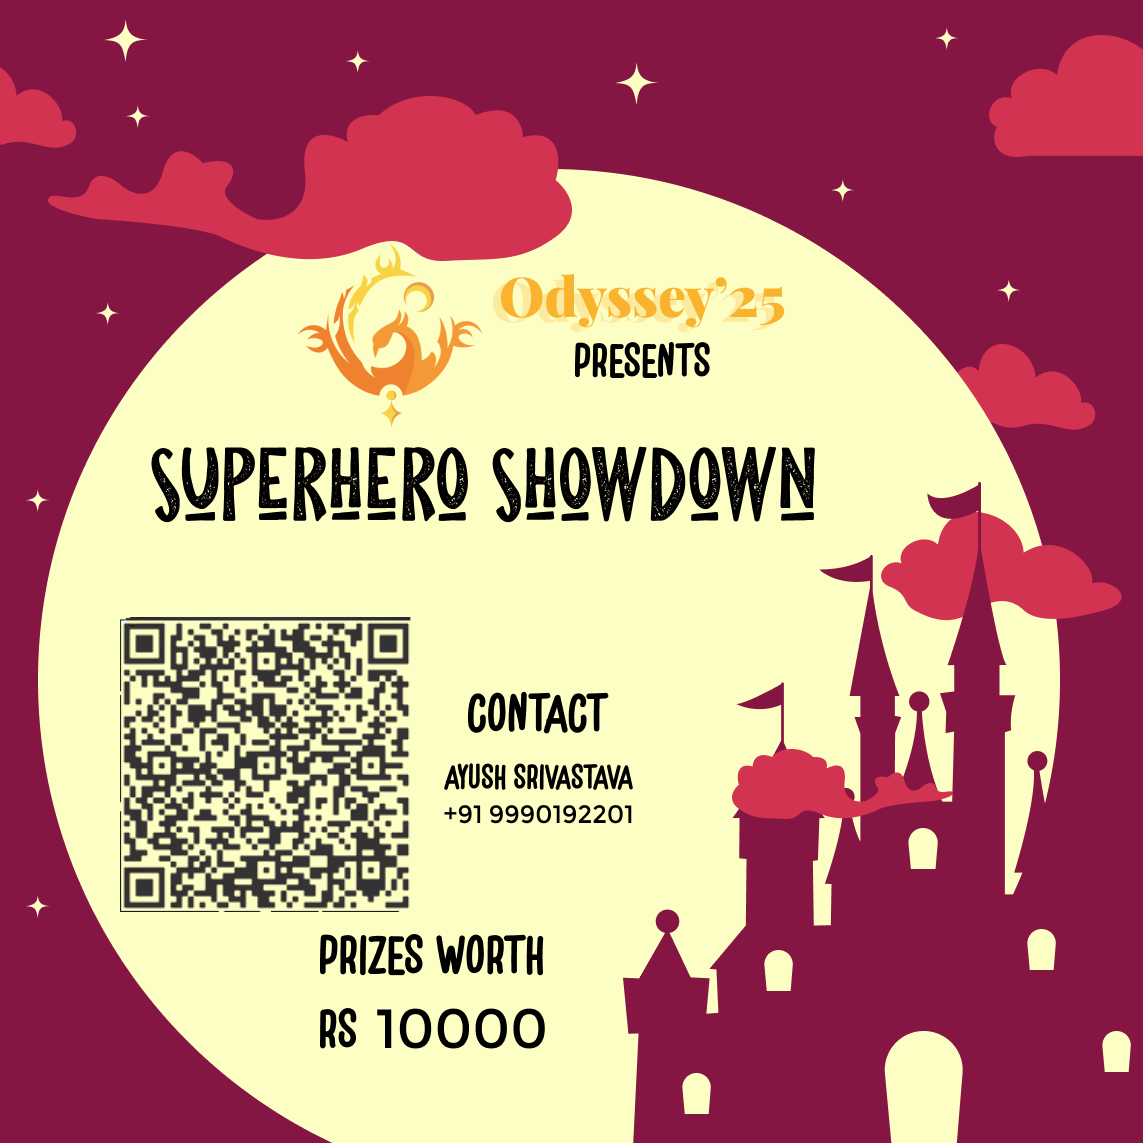 Odyssey'25
PRESENTS
SUPERHERO SHOWDOWN
CONTACT
AYUSH SRIVASTAVA
+91 9990192201
PRIZES WORTH
RS 10000